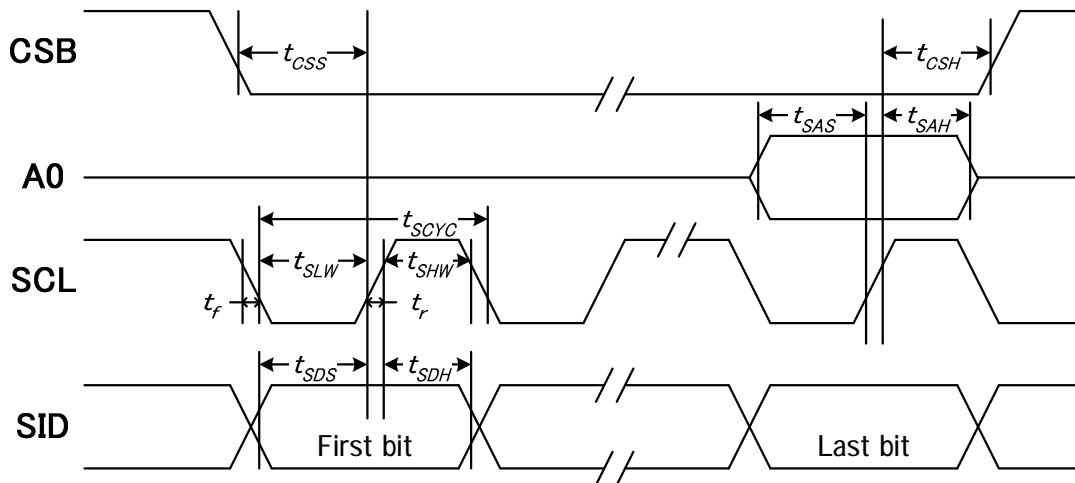 CSB
tCSS
tCSH
A0
tSAS
tSAH
SCL
tSCYC
tSLW
tSHW
tf
tr
SID
tSDS
tSDH
First bit
Last bit